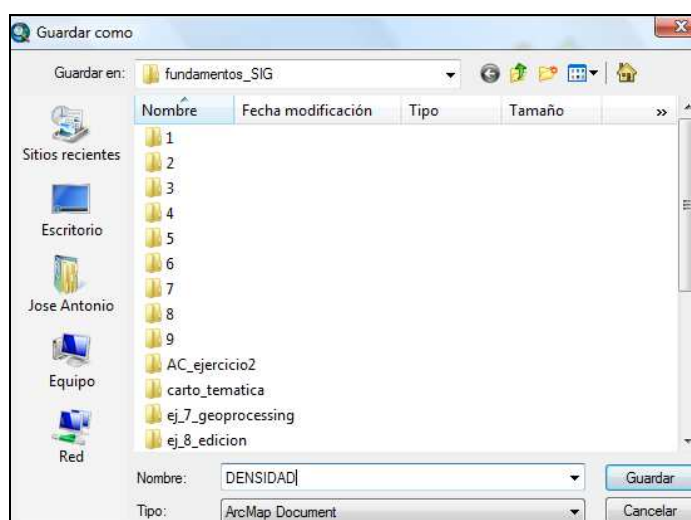 Guardar como
Guardar en: fundamentos_SIG
Nombre Fecha modificación Tipo Tamaño »
Sitios recientes
Escritorio
Jose Antonio
Equipo
Red
1
2
3
4
5
6
7
8
9
AC_ejercicio2
carto_tematica
ej_7_geoprocessing
ej_8_edicion
Nombre: DENSIDAD Guardar
Tipo: ArcMap Document Cancelar